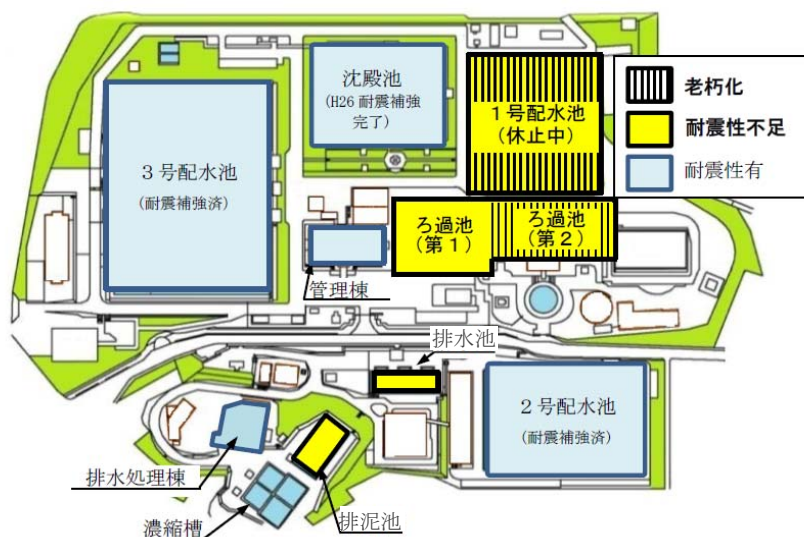 沈殿池
(H26 耐震補強
完了)
１号配水池
(休止中)
老朽化
耐震性不足
耐震性有
３号配水池
(耐震補強済)
ろ過池
(第１)
ろ過池
(第２)
管理棟
排水池
２号配水池
(耐震補強済)
排水処理棟
濃縮槽
排泥池